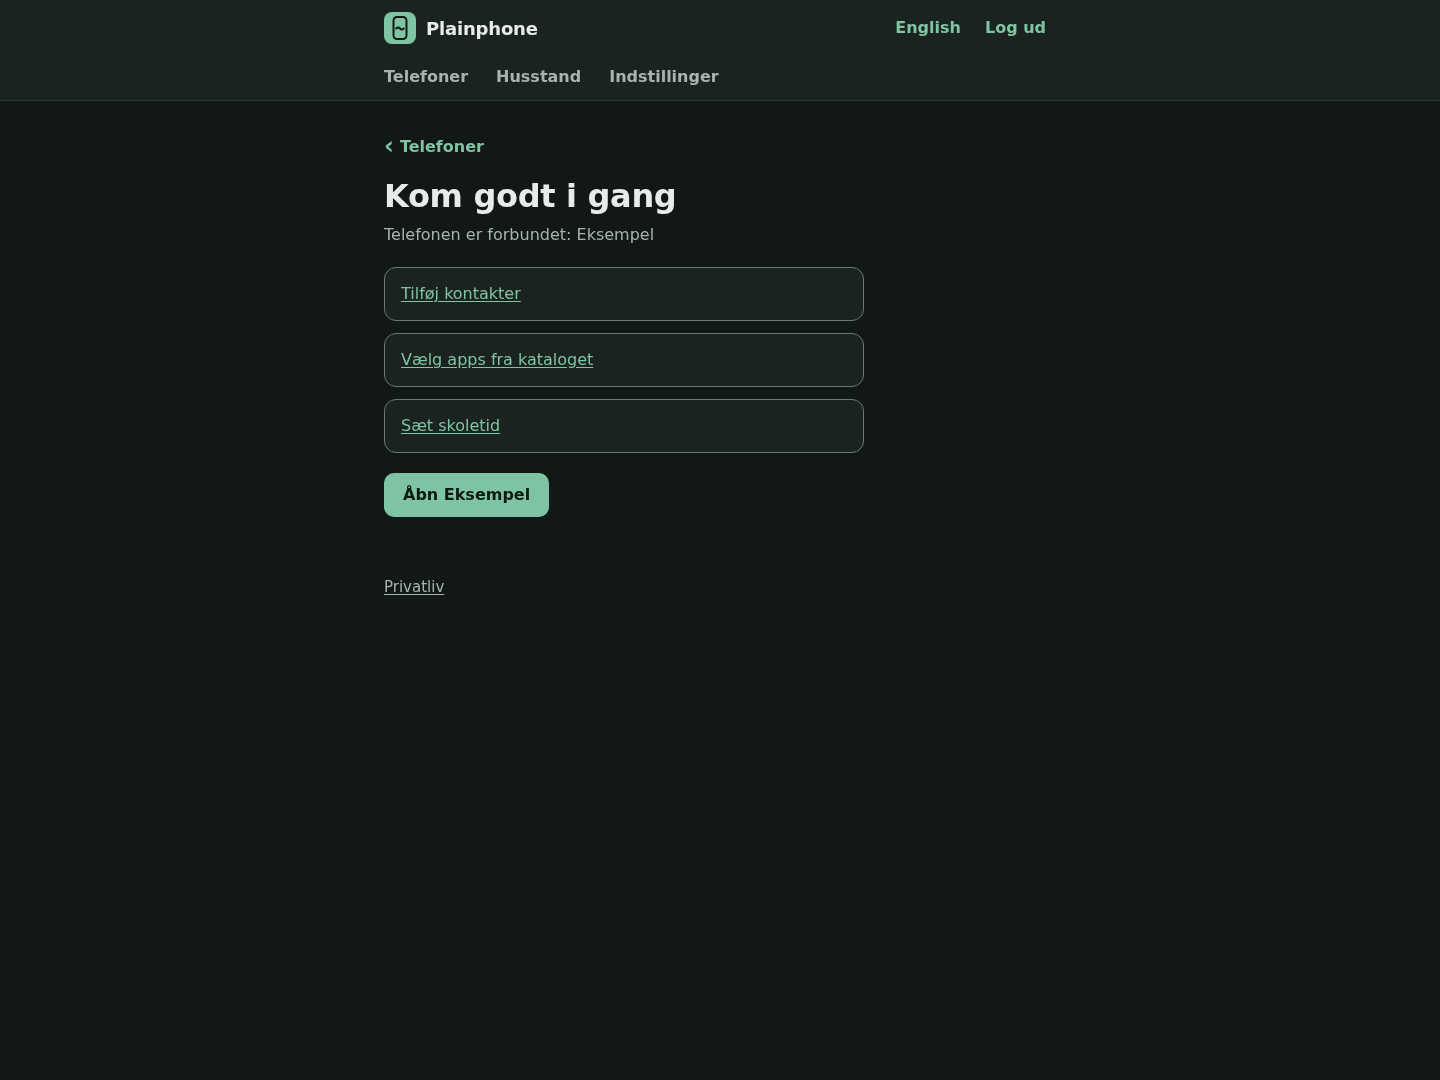 Plainphone
English Log ud
Telefoner Husstand Indstillinger
‹ Telefoner
Kom godt i gang
Telefonen er forbundet: Eksempel
Tilføj kontakter
Vælg apps fra kataloget
Sæt skoletid
Åbn Eksempel
Privatliv